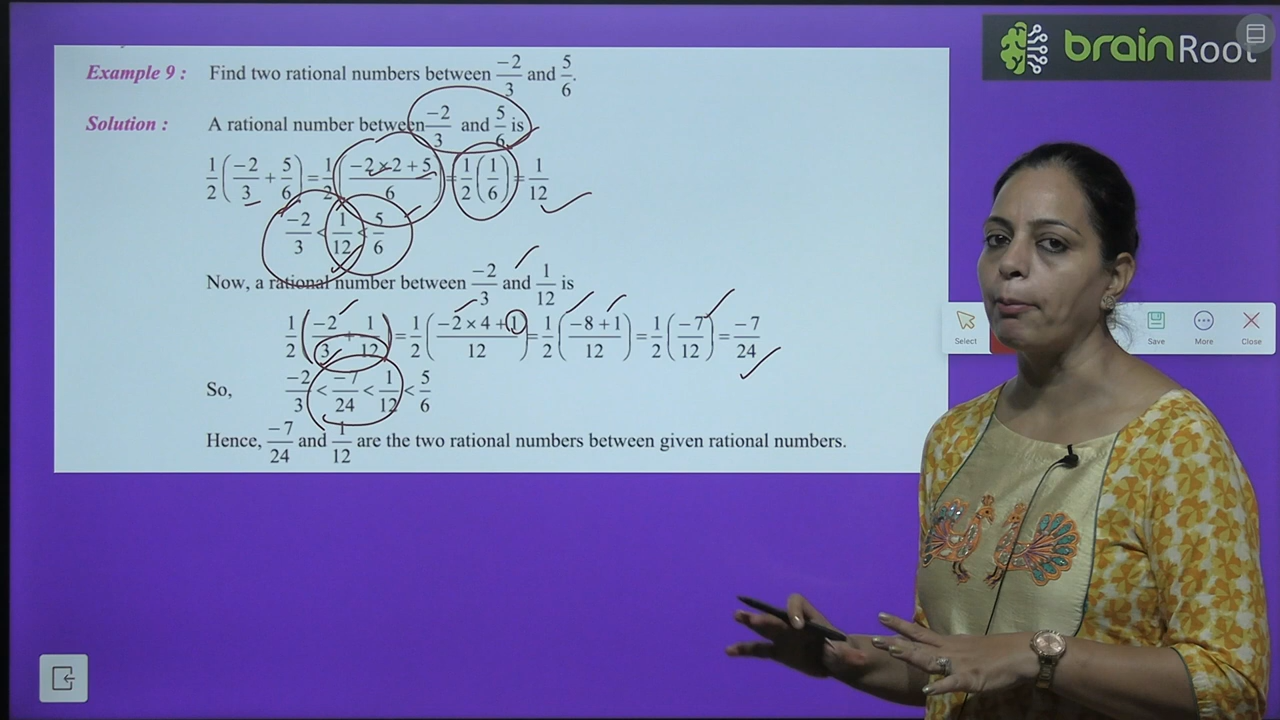 brainRoot
Example 9 : Find two rational numbers between -2/3 and 5/6.
Solution : A rational number between -2/3 and 5/6 is
1/2(-2/3 + 5/6) = 1/2(-2×2+5/6) = 1/2(1/6) = 1/12
-2/3 < 1/12 < 5/6
Now, a rational number between -2/3 and 1/12 is
1/2(-2/3 + 1/12) = 1/2(-2×4+1/12) = 1/2(-8+1/12) = 1/2(-7/12) = -7/24
So, -2/3 < -7/24 < 1/12 < 5/6
Hence, -7/24 and 1/12 are the two rational numbers between given rational numbers.
Select
Save
More
Close